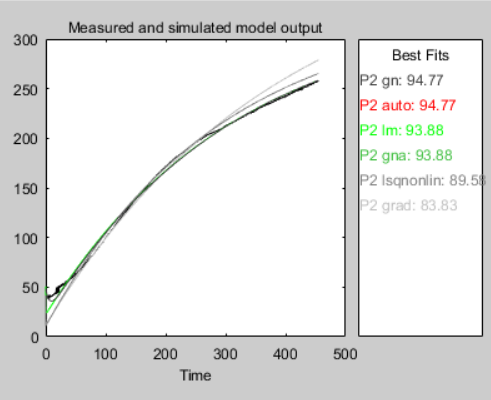 Measured and simulated model output
300
250
200
150
100
50
0
0 100 200 300 400 500
Time
Best Fits
P2 gn: 94.77
P2 auto: 94.77
P2 lm: 93.88
P2 gna: 93.88
P2 lsqnonlin: 89.58
P2 grad: 83.83